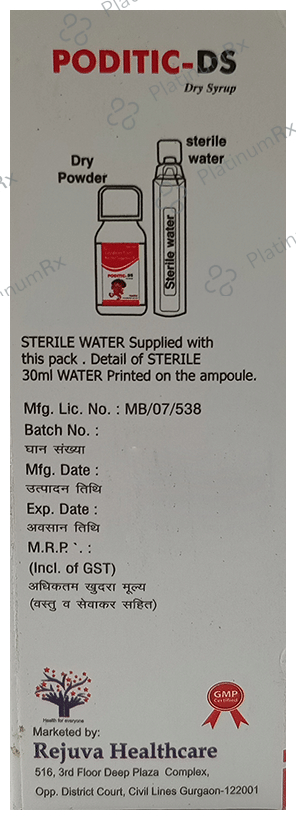 PODITIC-DS
Dry Syrup
Dry
Powder
sterile
water
PODITIC-DS
Sterile water
STERILE WATER Supplied with
this pack . Detail of STERILE
30ml WATER Printed on the ampoule.
Mfg. Lic. No. : MB/07/538
Batch No. :
घान संख्या
Mfg. Date :
उत्पादन तिथि
Exp. Date :
अवसान तिथि
M.R.P. `. :
(Incl. of GST)
अधिकतम खुदरा मूल्य
(वस्तु व सेवाकर सहित)
Health for everyone
GMP
Certified
Marketed by:
Rejuva Healthcare
516, 3rd Floor Deep Plaza Complex,
Opp. District Court, Civil Lines Gurgaon-122001
PlatinumRx